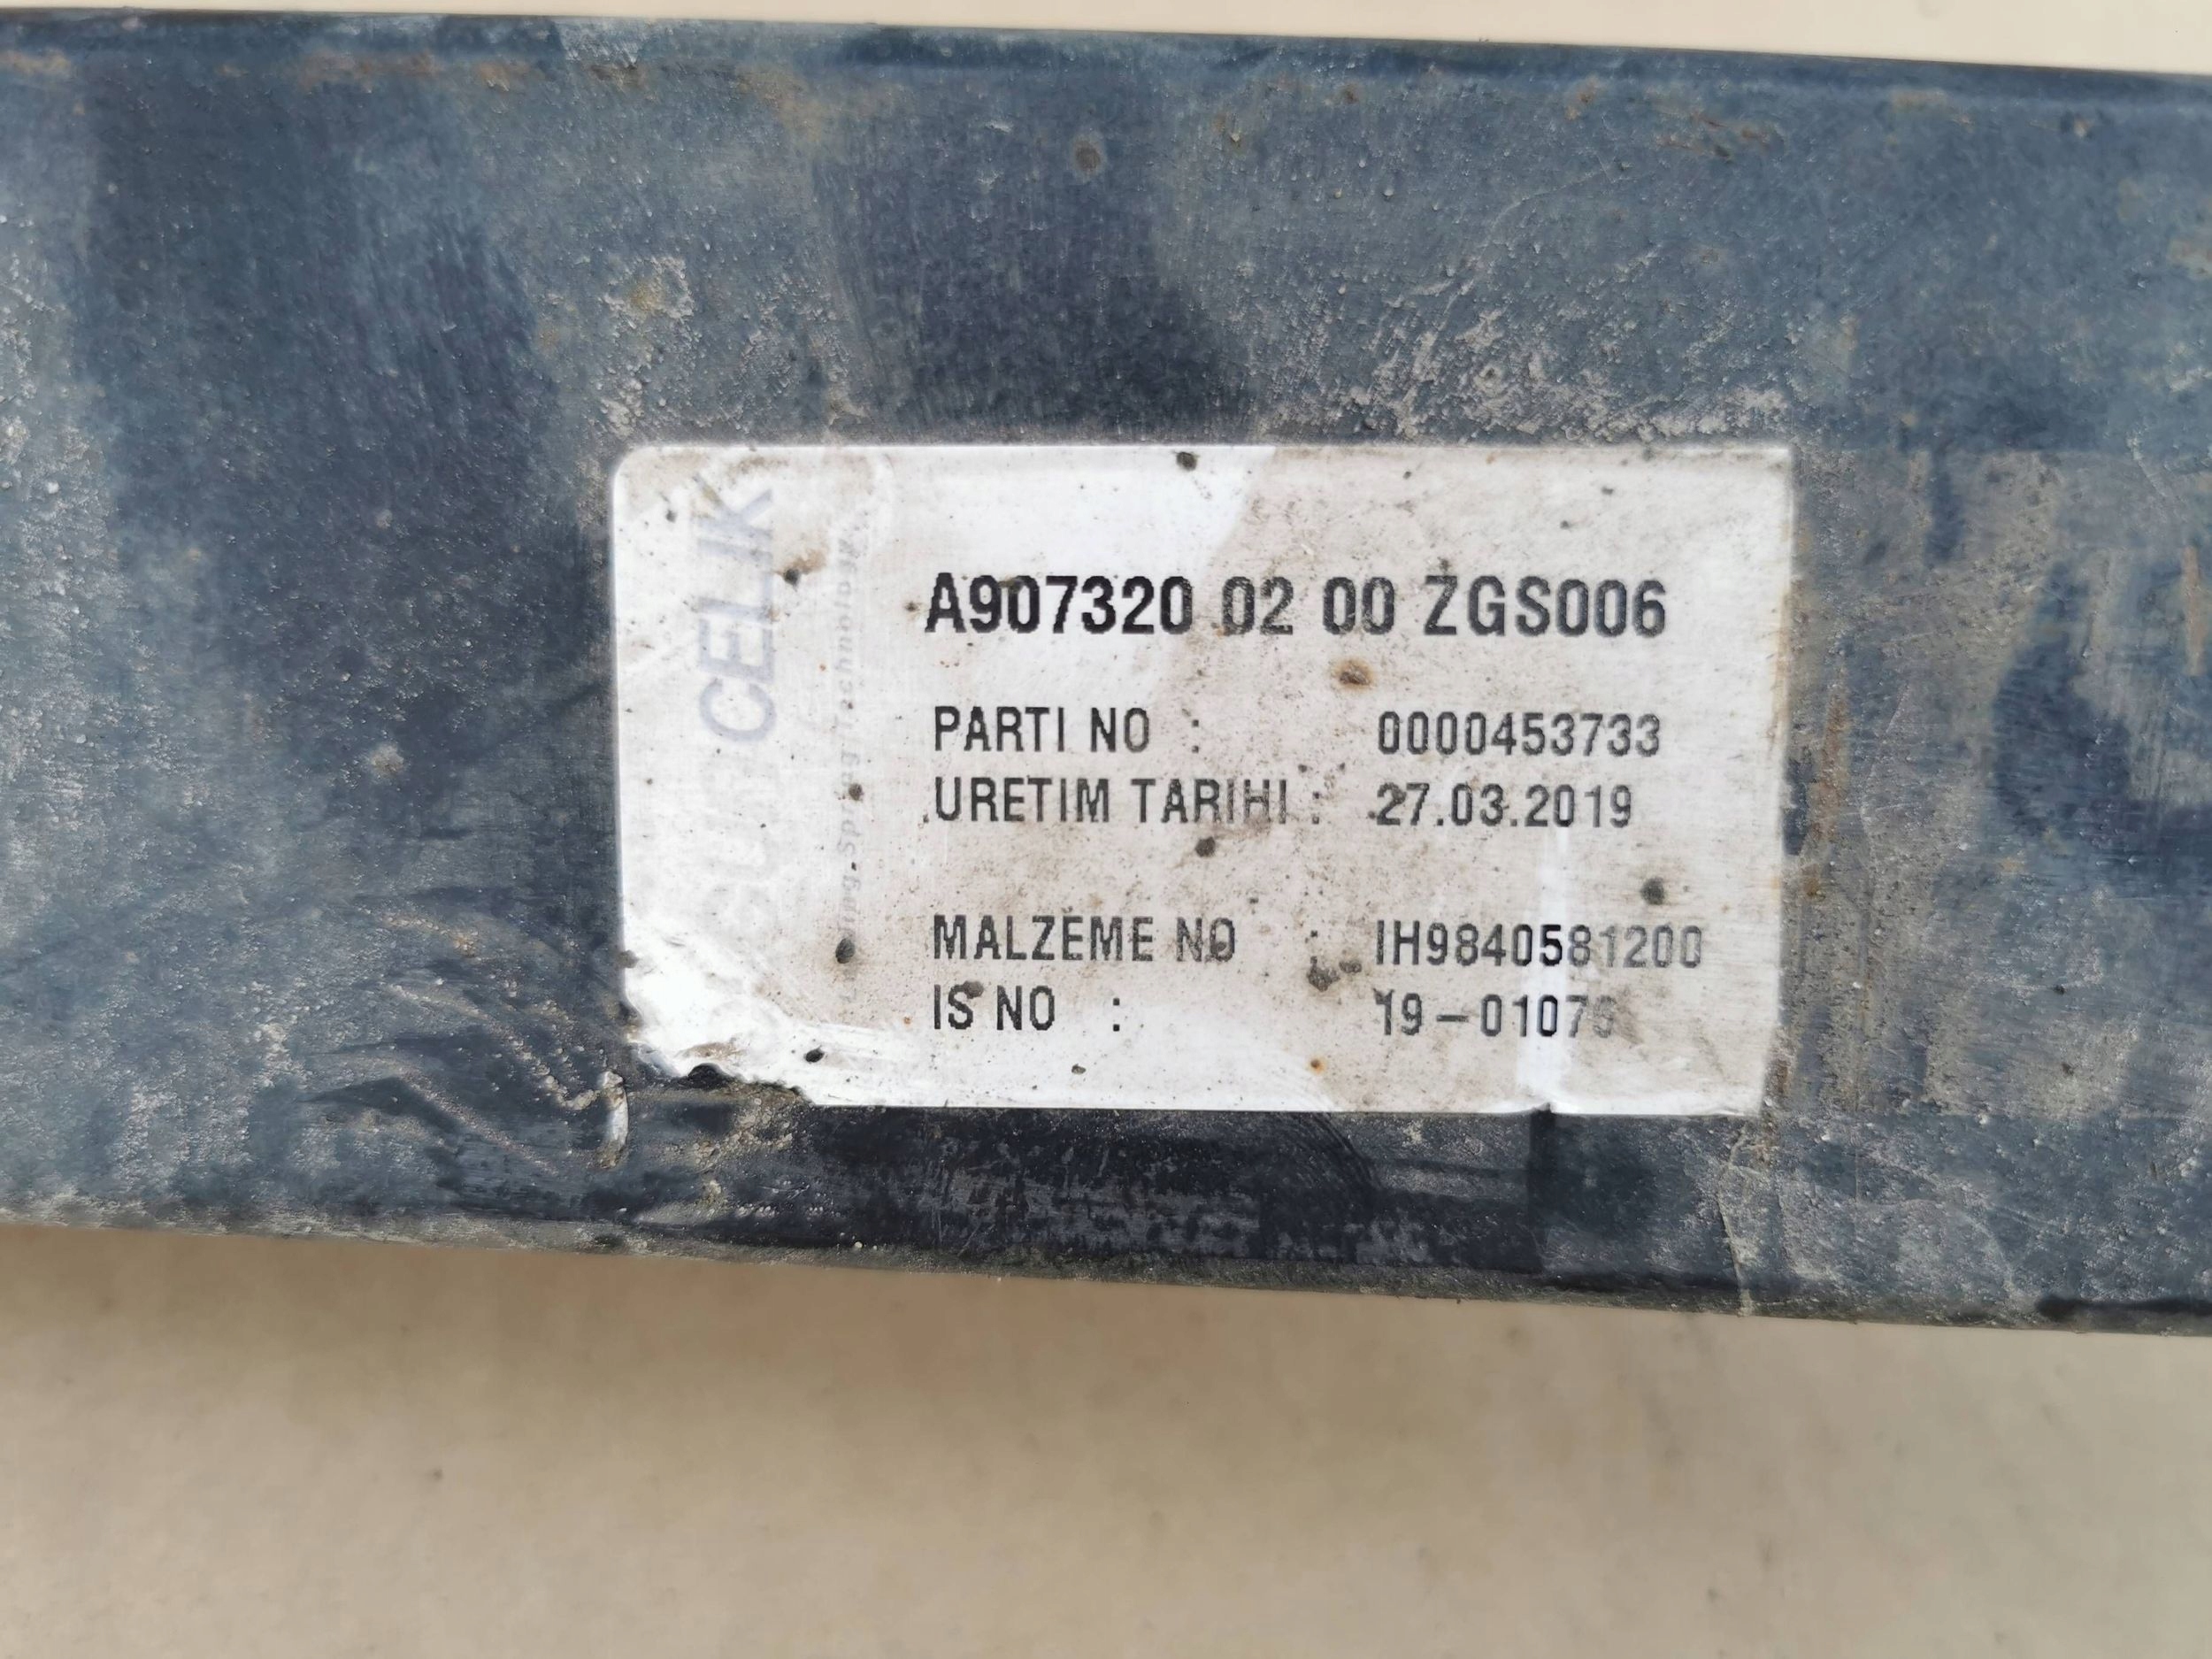 CELIK
A907320 02 00 ZGS006
PARTI NO : 0000453733
URETIM TARIHI : 27.03.2019
MALZEME NO : IH9840581200
IS NO :